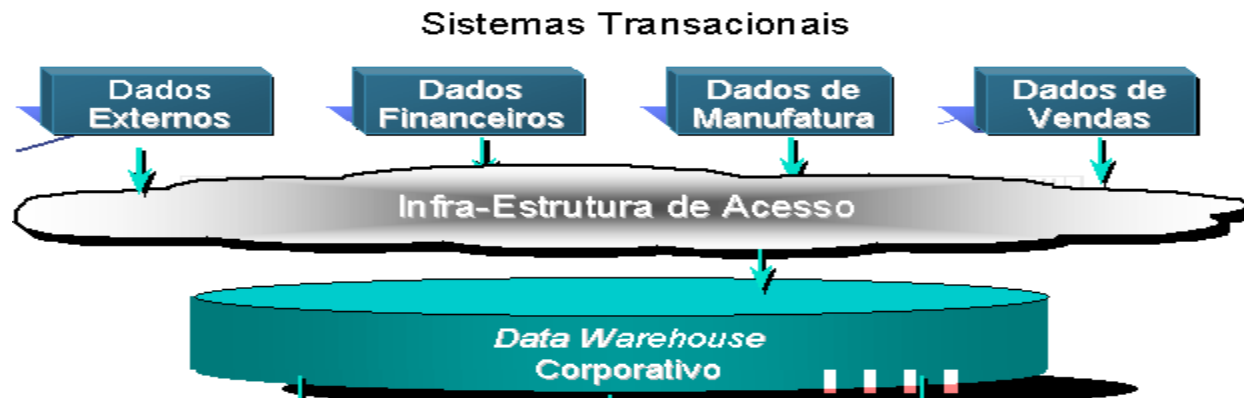 Sistemas Transacionais
Dados
Externos
Dados
Financeiros
Dados de
Manufatura
Dados de
Vendas
Infra-Estrutura de Acesso
Data Warehouse
Corporativo